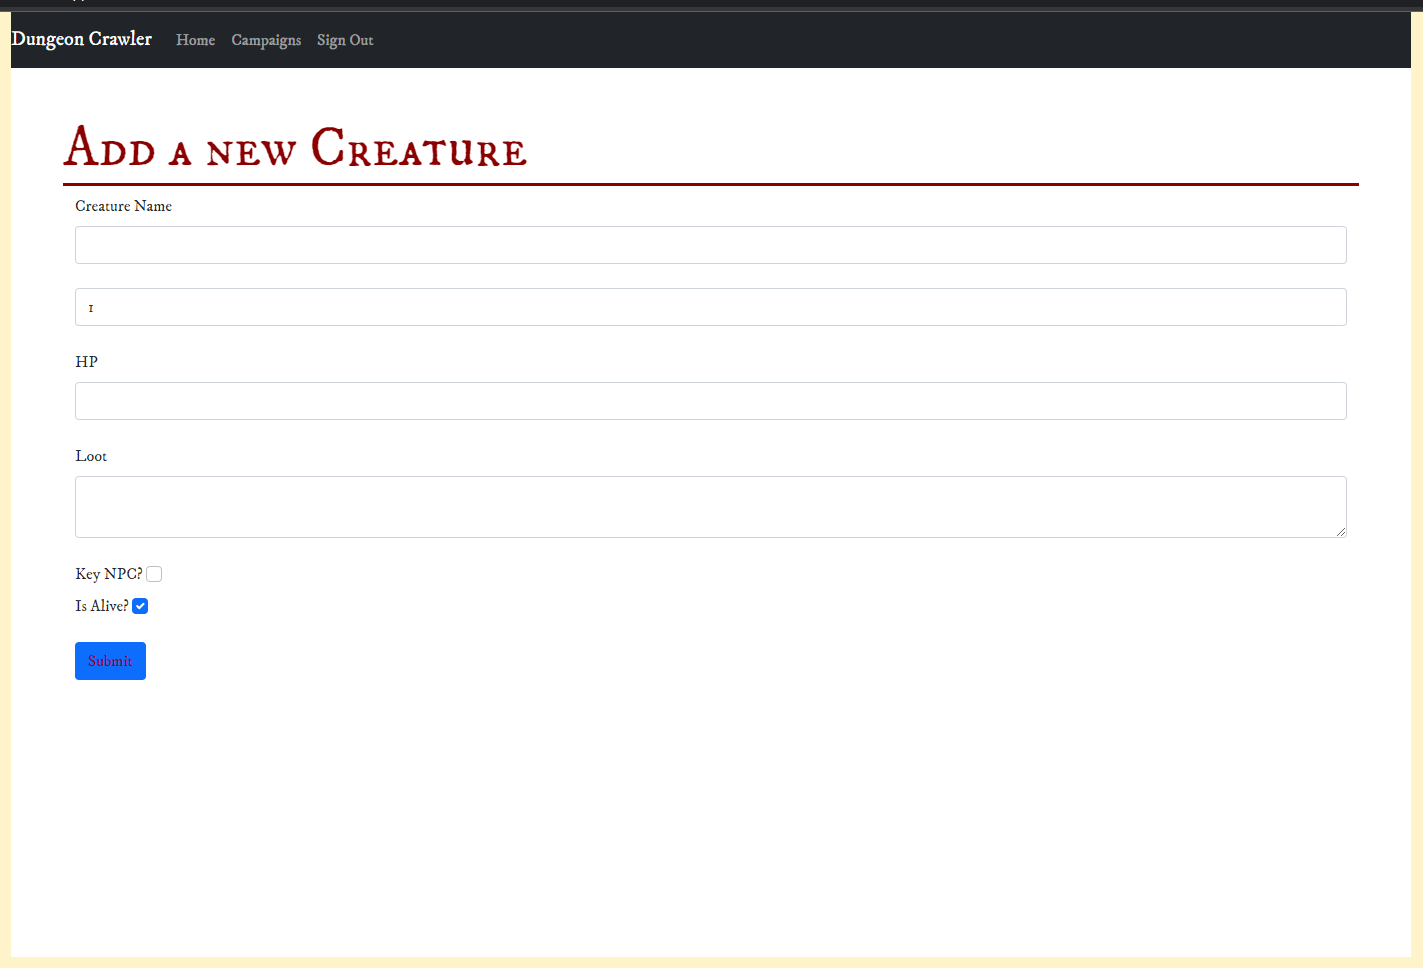 Dungeon Crawler Home Campaigns Sign Out
Add a new Creature
Creature Name
1
HP
Loot
Key NPC?
Is Alive?
Submit